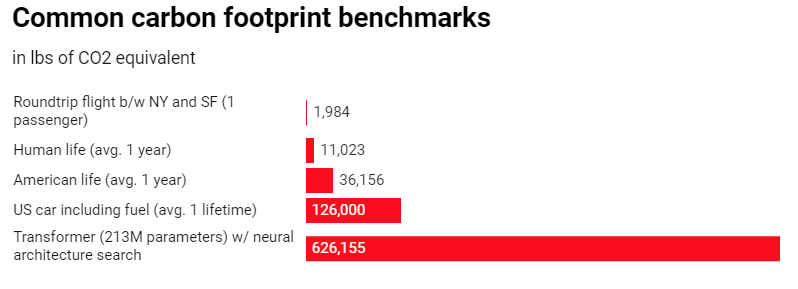 Common carbon footprint benchmarks
in lbs of CO2 equivalent
Roundtrip flight b/w NY and SF (1
passenger)
1,984
Human life (avg. 1 year)
11,023
American life (avg. 1 year)
36,156
US car including fuel (avg. 1 lifetime)
126,000
Transformer (213M parameters) w/ neural
architecture search
626,155